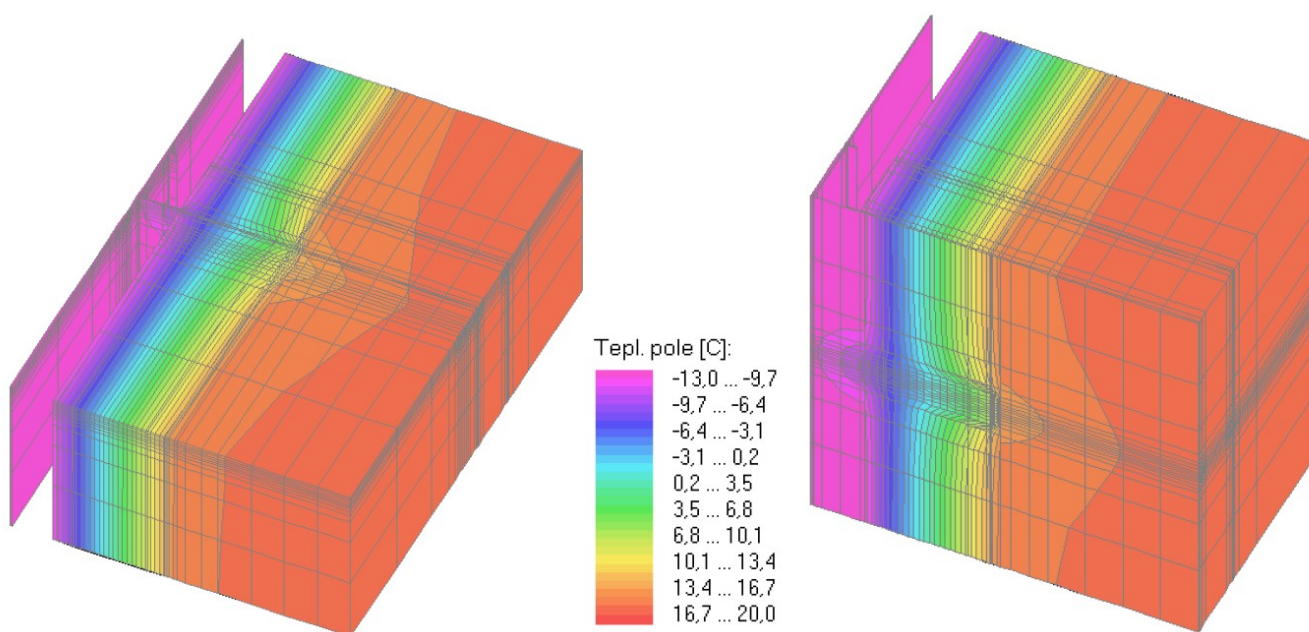 Tepl. pole [C]:
-13,0 ... -9,7
-9,7 ... -6,4
-6,4 ... -3,1
-3,1 ... 0,2
0,2 ... 3,5
3,5 ... 6,8
6,8 ... 10,1
10,1 ... 13,4
13,4 ... 16,7
16,7 ... 20,0